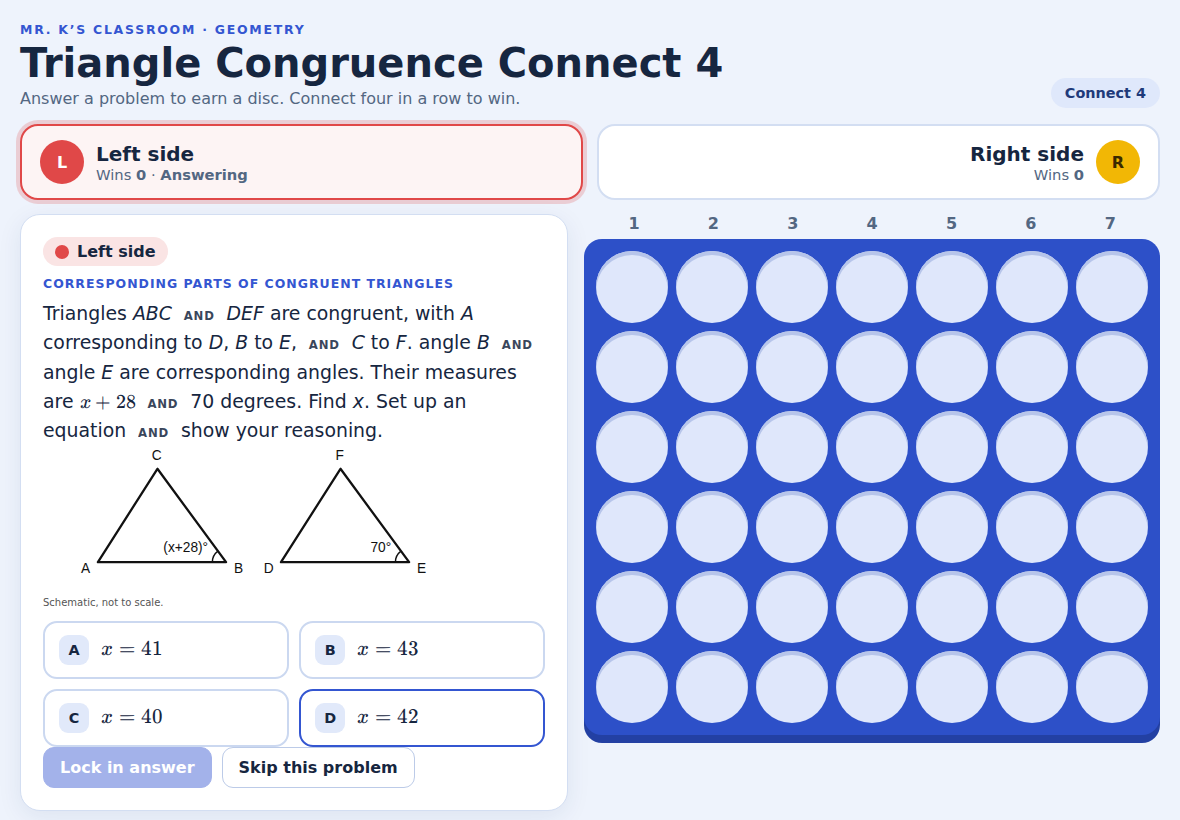 MR. K'S CLASSROOM · GEOMETRY
Triangle Congruence Connect 4
Answer a problem to earn a disc. Connect four in a row to win.
Connect 4
L
Left side
Wins 0 · Answering
Right side
Wins 0
R
Left side
CORRESPONDING PARTS OF CONGRUENT TRIANGLES
Triangles ABC AND DEF are congruent, with A
corresponding to D, B to E, AND C to F. angle B AND
angle E are corresponding angles. Their measures
are x + 28 AND 70 degrees. Find x. Set up an
equation AND show your reasoning.
C
F
(x+28)°
70°
A
B
D
E
Schematic, not to scale.
A x = 41
B x = 43
C x = 40
D x = 42
Lock in answer
Skip this problem
1 2 3 4 5 6 7